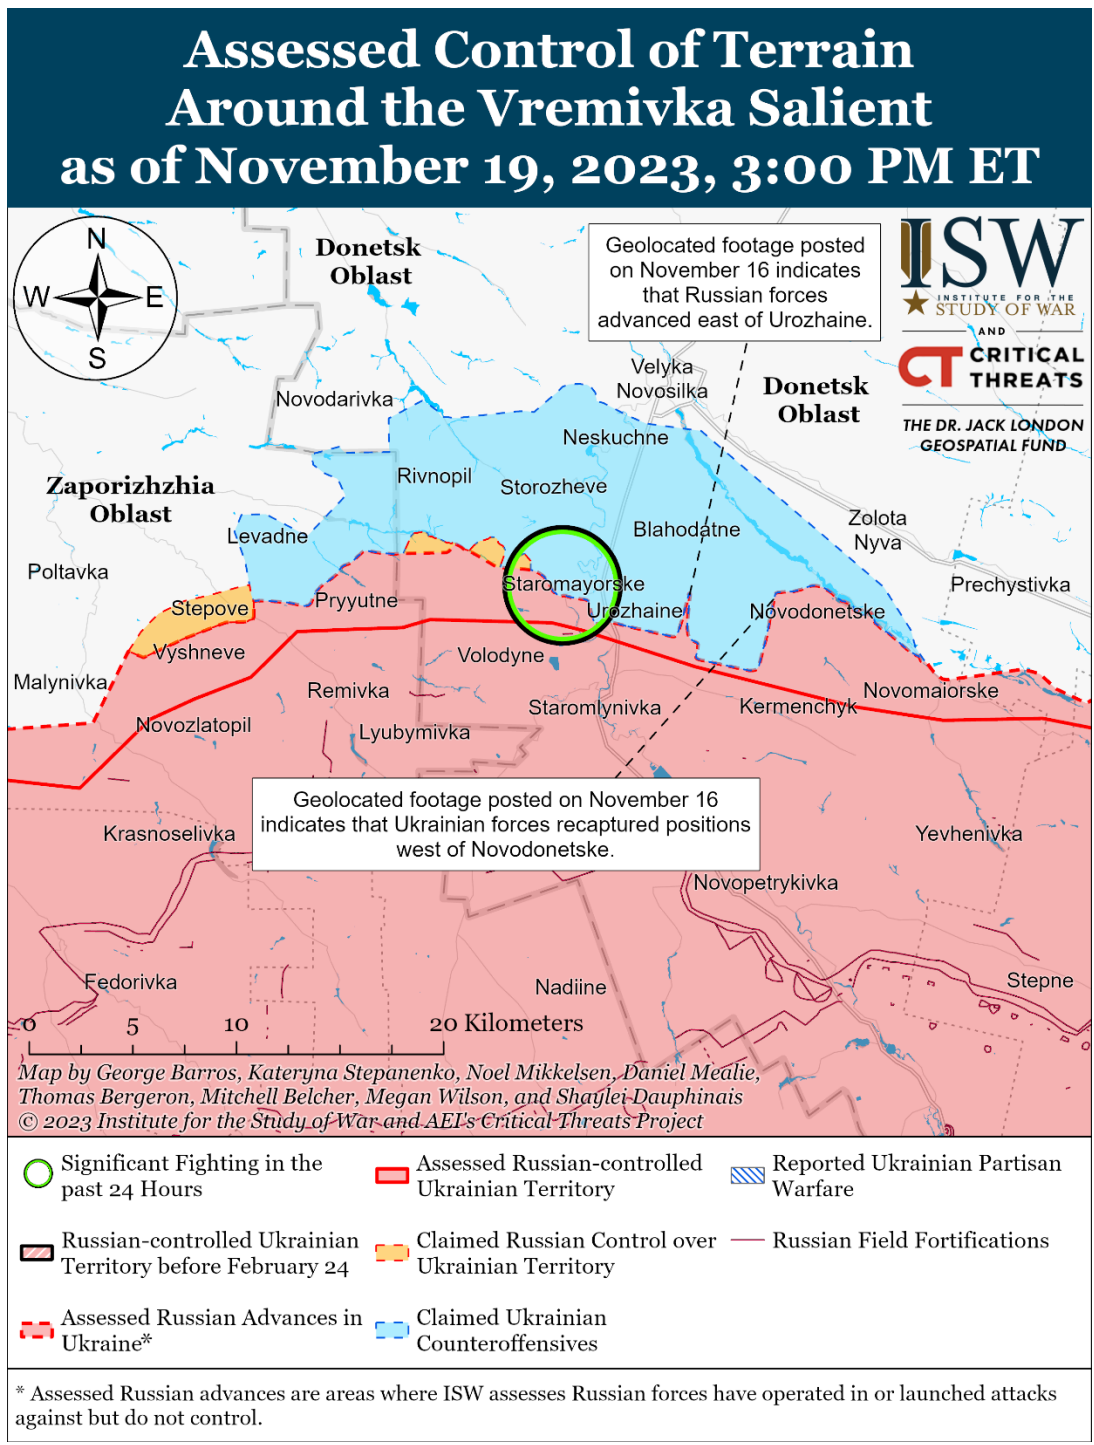 Assessed Control of Terrain
Around the Vremivka Salient
as of November 19, 2023, 3:00 PM ET
N
W
E
S
Donetsk
Oblast
Geolocated footage posted
on November 16 indicates
that Russian forces
advanced east of Urozhaine.
ISW
INSTITUTE FOR THE
STUDY OF WAR
AND
CT CRITICAL
THREATS
THE DR. JACK LONDON
GEOSPATIAL FUND
Velyka
Novosilka
Donetsk
Oblast
Novodarivka
Neskuchne
Rivnopil
Storozheve
Zaporizhzhia
Oblast
Levadne
Blahodatne
Zolota
Nyva
Poltavka
Staromayorske
Prechystivka
Stepove
Pryyutne
Urozhaine
Novodonetske
Vyshneve
Volodyne
Malynivka
Remivka
Novomaiorske
Staromlynivka
Kermenchyk
Novozlatopil
Lyubymivka
Geolocated footage posted on November 16
indicates that Ukrainian forces recaptured positions
west of Novodonetske.
Krasnoselivka
Yevhenivka
Novopetrykivka
Fedorivka
Nadiine
Stepne
0 5 10 20 Kilometers
Map by George Barros, Kateryna Stepanenko, Noel Mikkelsen, Daniel Mealie,
Thomas Bergeron, Mitchell Belcher, Megan Wilson, and Shaylei Dauphinais
© 2023 Institute for the Study of War and AEI's Critical Threats Project
Significant Fighting in the
past 24 Hours
Assessed Russian-controlled
Ukrainian Territory
Reported Ukrainian Partisan
Warfare
Russian-controlled Ukrainian
Territory before February 24
Claimed Russian Control over
Ukrainian Territory
Russian Field Fortifications
Assessed Russian Advances in
Ukraine*
Claimed Ukrainian
Counteroffensives
* Assessed Russian advances are areas where ISW assesses Russian forces have operated in or launched attacks
against but do not control.